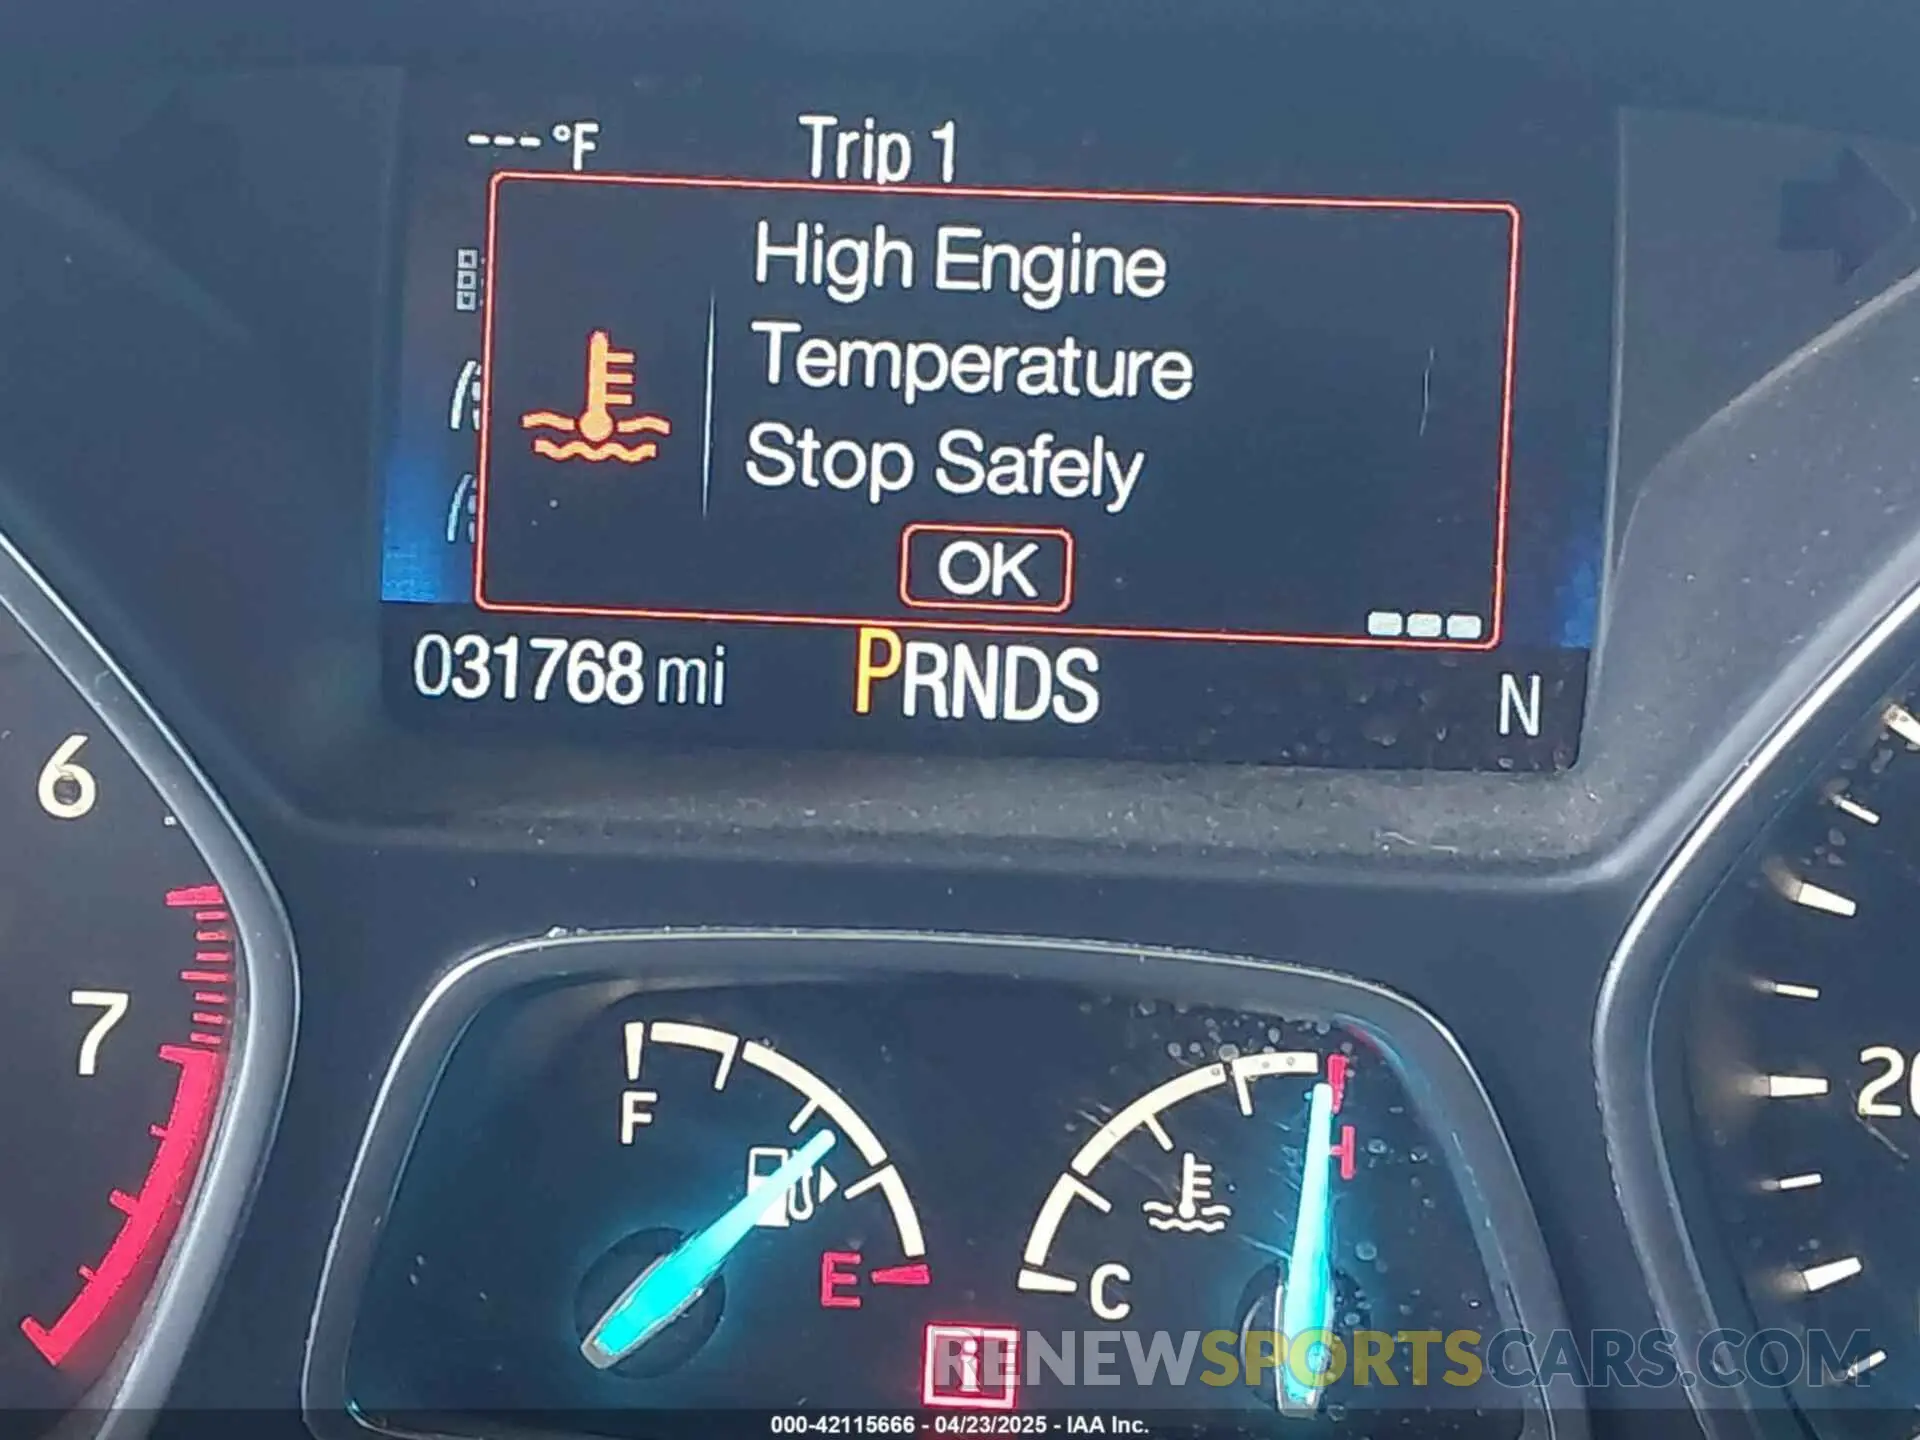 ---°F Trip 1
High Engine
Temperature
Stop Safely
OK
031768 mi PRNDS N
6
7
20
F
E
C
H
i
RENEWSPORTSCARS.COM
000-42115666 - 04/23/2025 - IAA Inc.